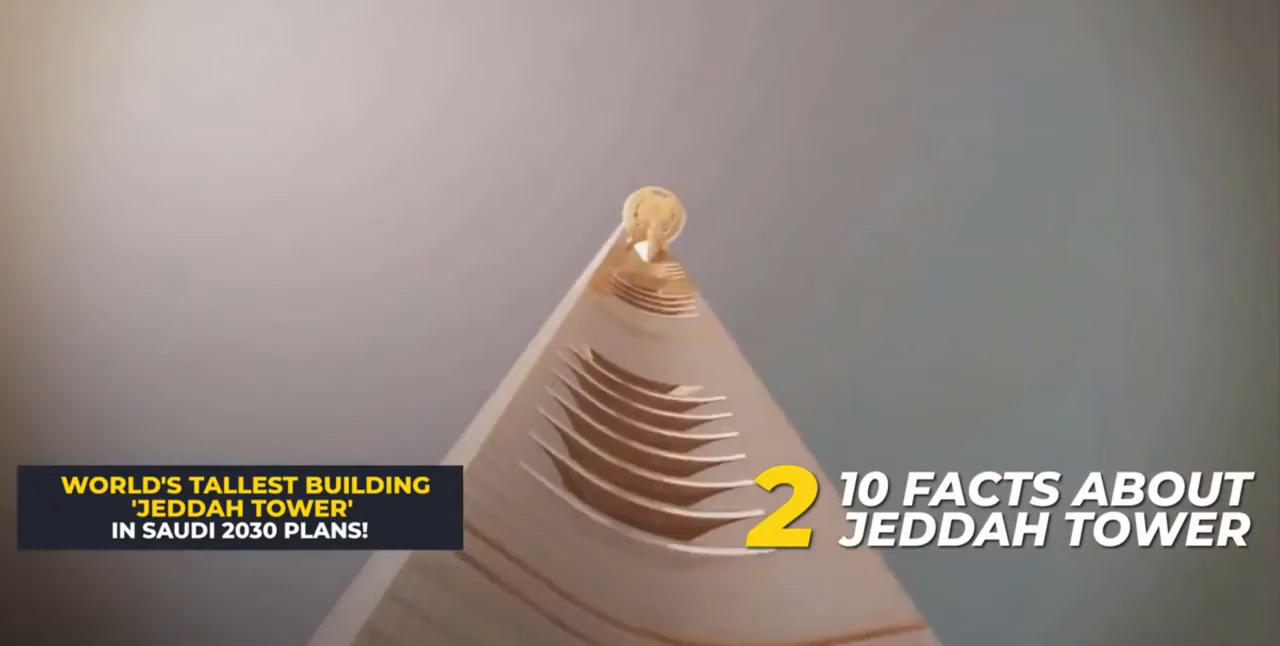 WORLD'S TALLEST BUILDING
'JEDDAH TOWER'
IN SAUDI 2030 PLANS!
2
10 FACTS ABOUT
JEDDAH TOWER